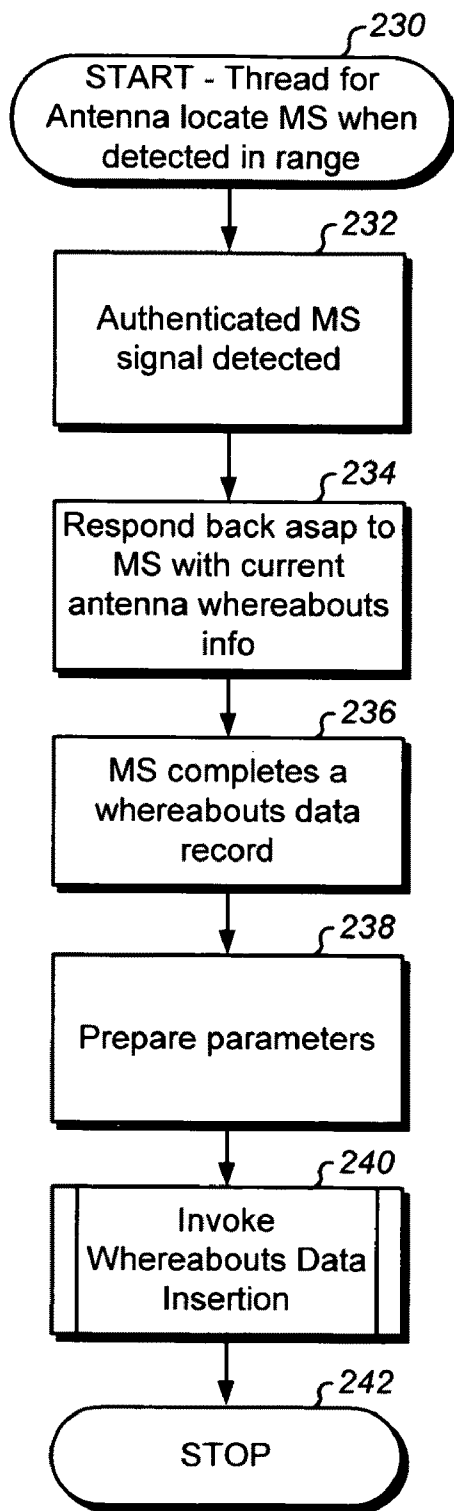 230
START - Thread for
Antenna locate MS when
detected in range
232
Authenticated MS
signal detected
234
Respond back asap to
MS with current
antenna whereabouts
info
236
MS completes a
whereabouts data
record
238
Prepare parameters
240
Invoke
Whereabouts Data
Insertion
242
STOP